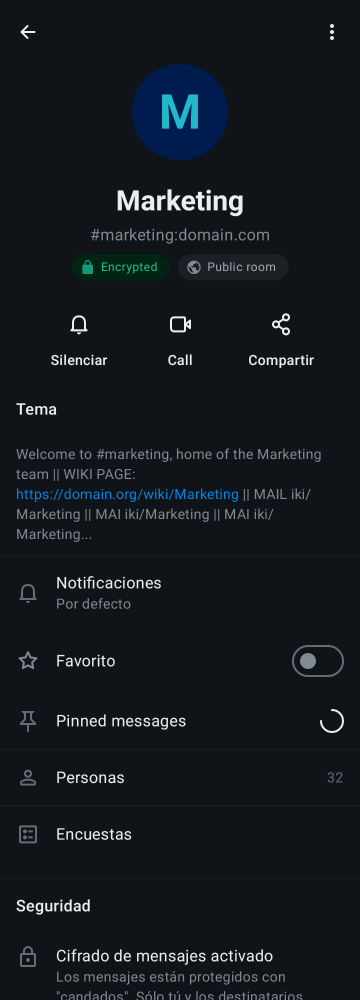 M
Marketing
#marketing:domain.com
Encrypted
Public room
Silenciar
Call
Compartir
Tema
Welcome to #marketing, home of the Marketing
team || WIKI PAGE:
https://domain.org/wiki/Marketing || MAIL iki/
Marketing || MAI iki/Marketing || MAI iki/
Marketing...
Notificaciones
Por defecto
Favorito
Pinned messages
Personas
32
Encuestas
Seguridad
Cifrado de mensajes activado
Los mensajes están protegidos con
"candados". Sólo tú y los destinatarios